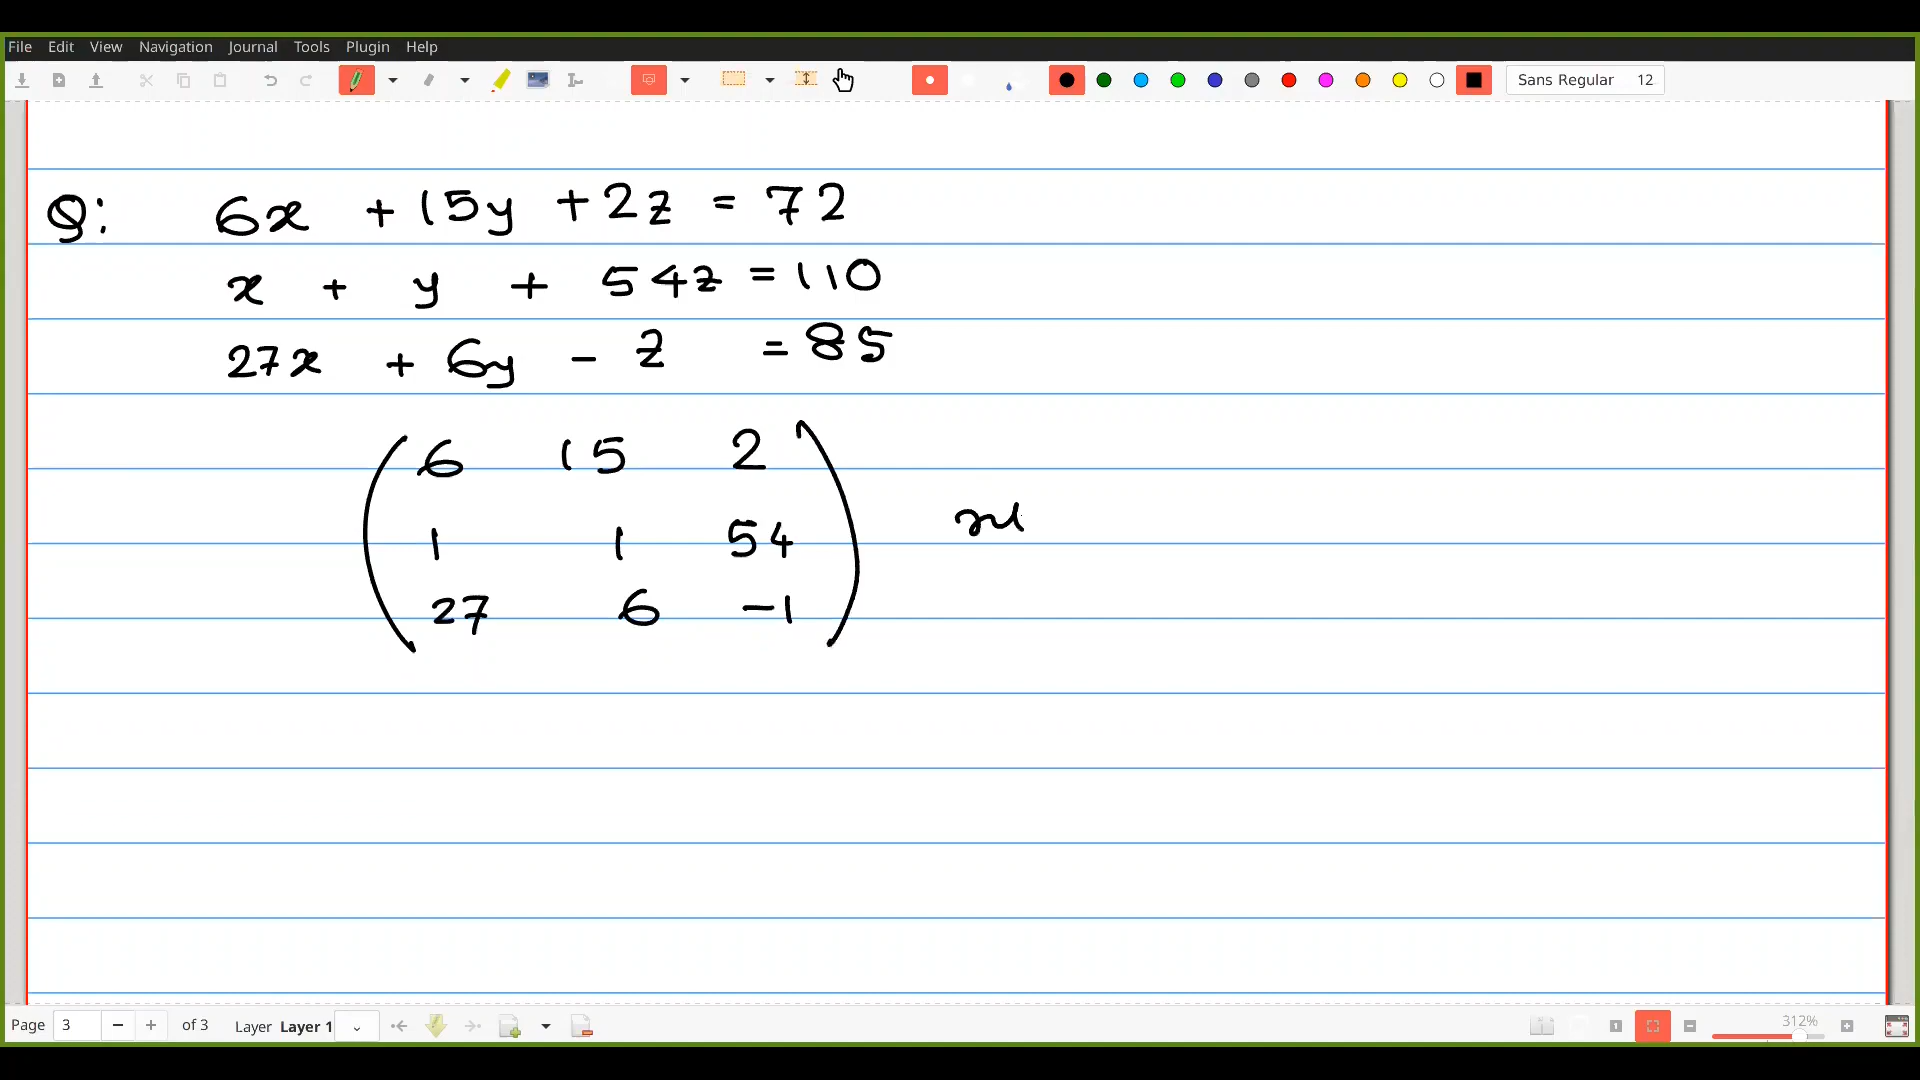 File Edit View Navigation Journal Tools Plugin Help
Sans Regular 12
Q: 6x + 15y + 2z = 72
x + y + 54z = 110
27x + 6y - z = 85
6 15 2
1 1 54
27 6 -1
Page 3 of 3 Layer Layer 1 312%